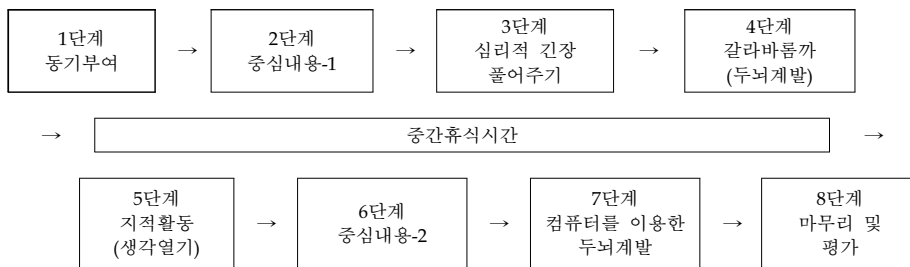 1단계
동기부여
→
2단계
중심내용-1
→
3단계
심리적 긴장
풀어주기
→
4단계
갈라바롬까
(두뇌계발)
→
중간휴식시간
→
5단계
지적활동
(생각열기)
→
6단계
중심내용-2
→
7단계
컴퓨터를 이용한
두뇌계발
→
8단계
마무리 및
평가